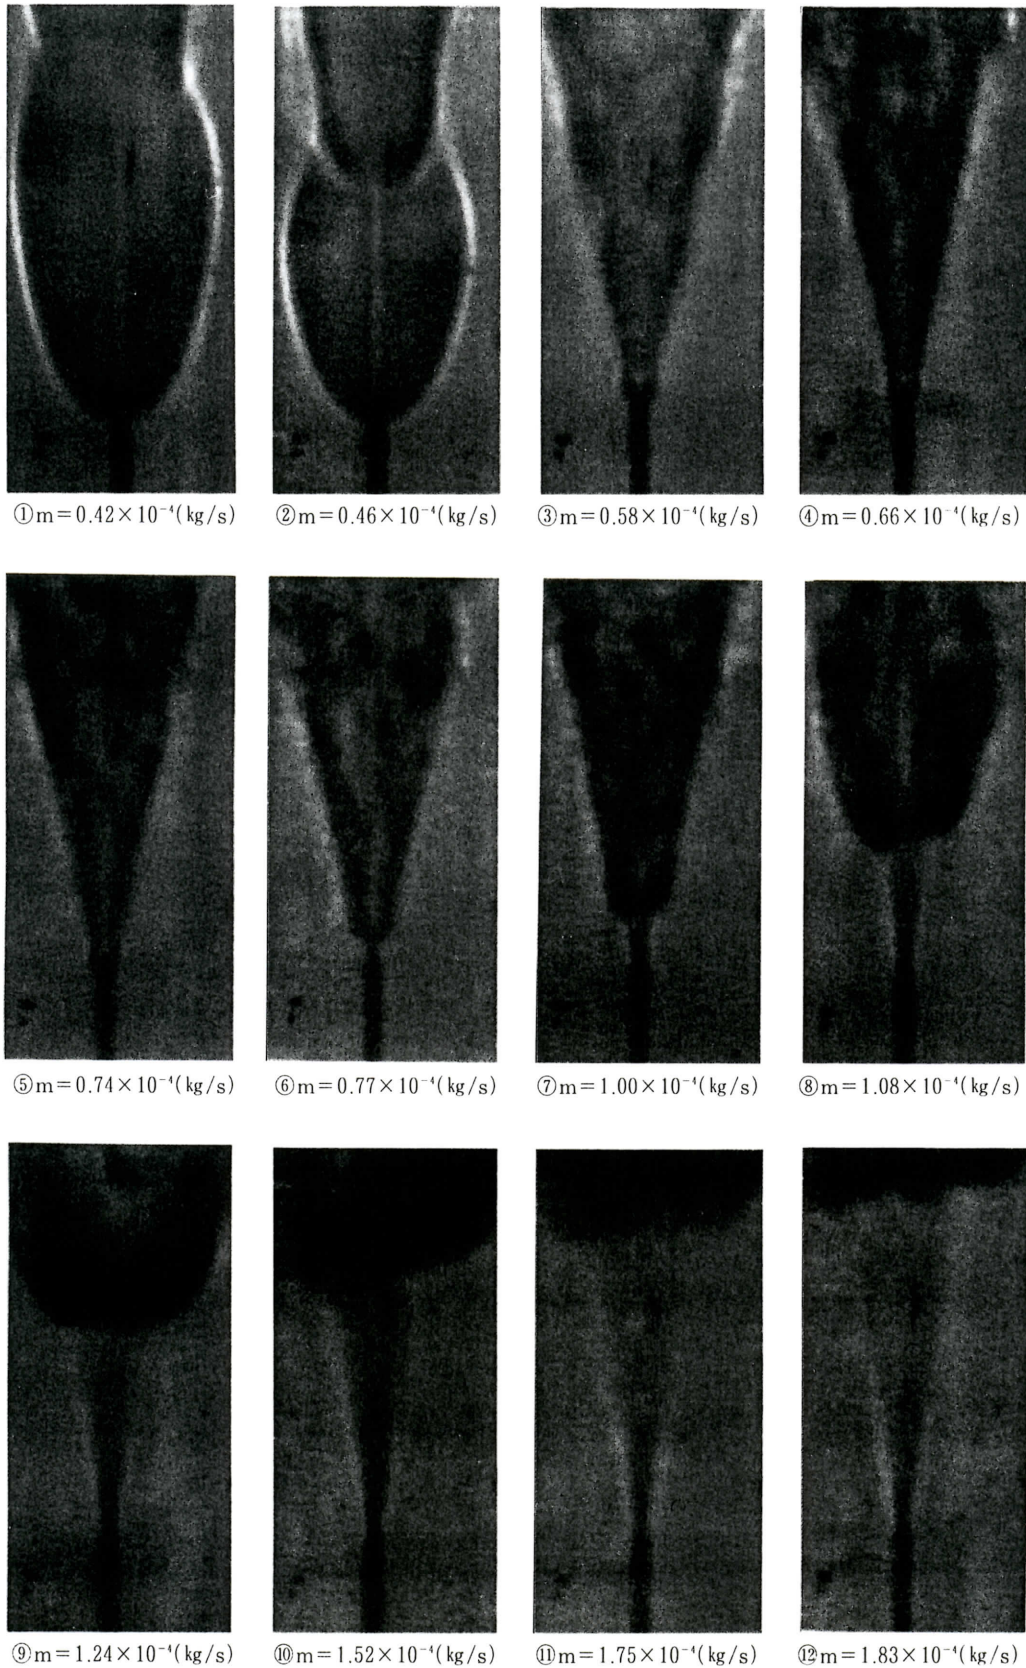 ①m=0.42×10⁻⁴(kg/s)
②m=0.46×10⁻⁴(kg/s)
③m=0.58×10⁻⁴(kg/s)
④m=0.66×10⁻⁴(kg/s)
⑤m=0.74×10⁻⁴(kg/s)
⑥m=0.77×10⁻⁴(kg/s)
⑦m=1.00×10⁻⁴(kg/s)
⑧m=1.08×10⁻⁴(kg/s)
⑨m=1.24×10⁻⁴(kg/s)
⑩m=1.52×10⁻⁴(kg/s)
⑪m=1.75×10⁻⁴(kg/s)
⑫m=1.83×10⁻⁴(kg/s)